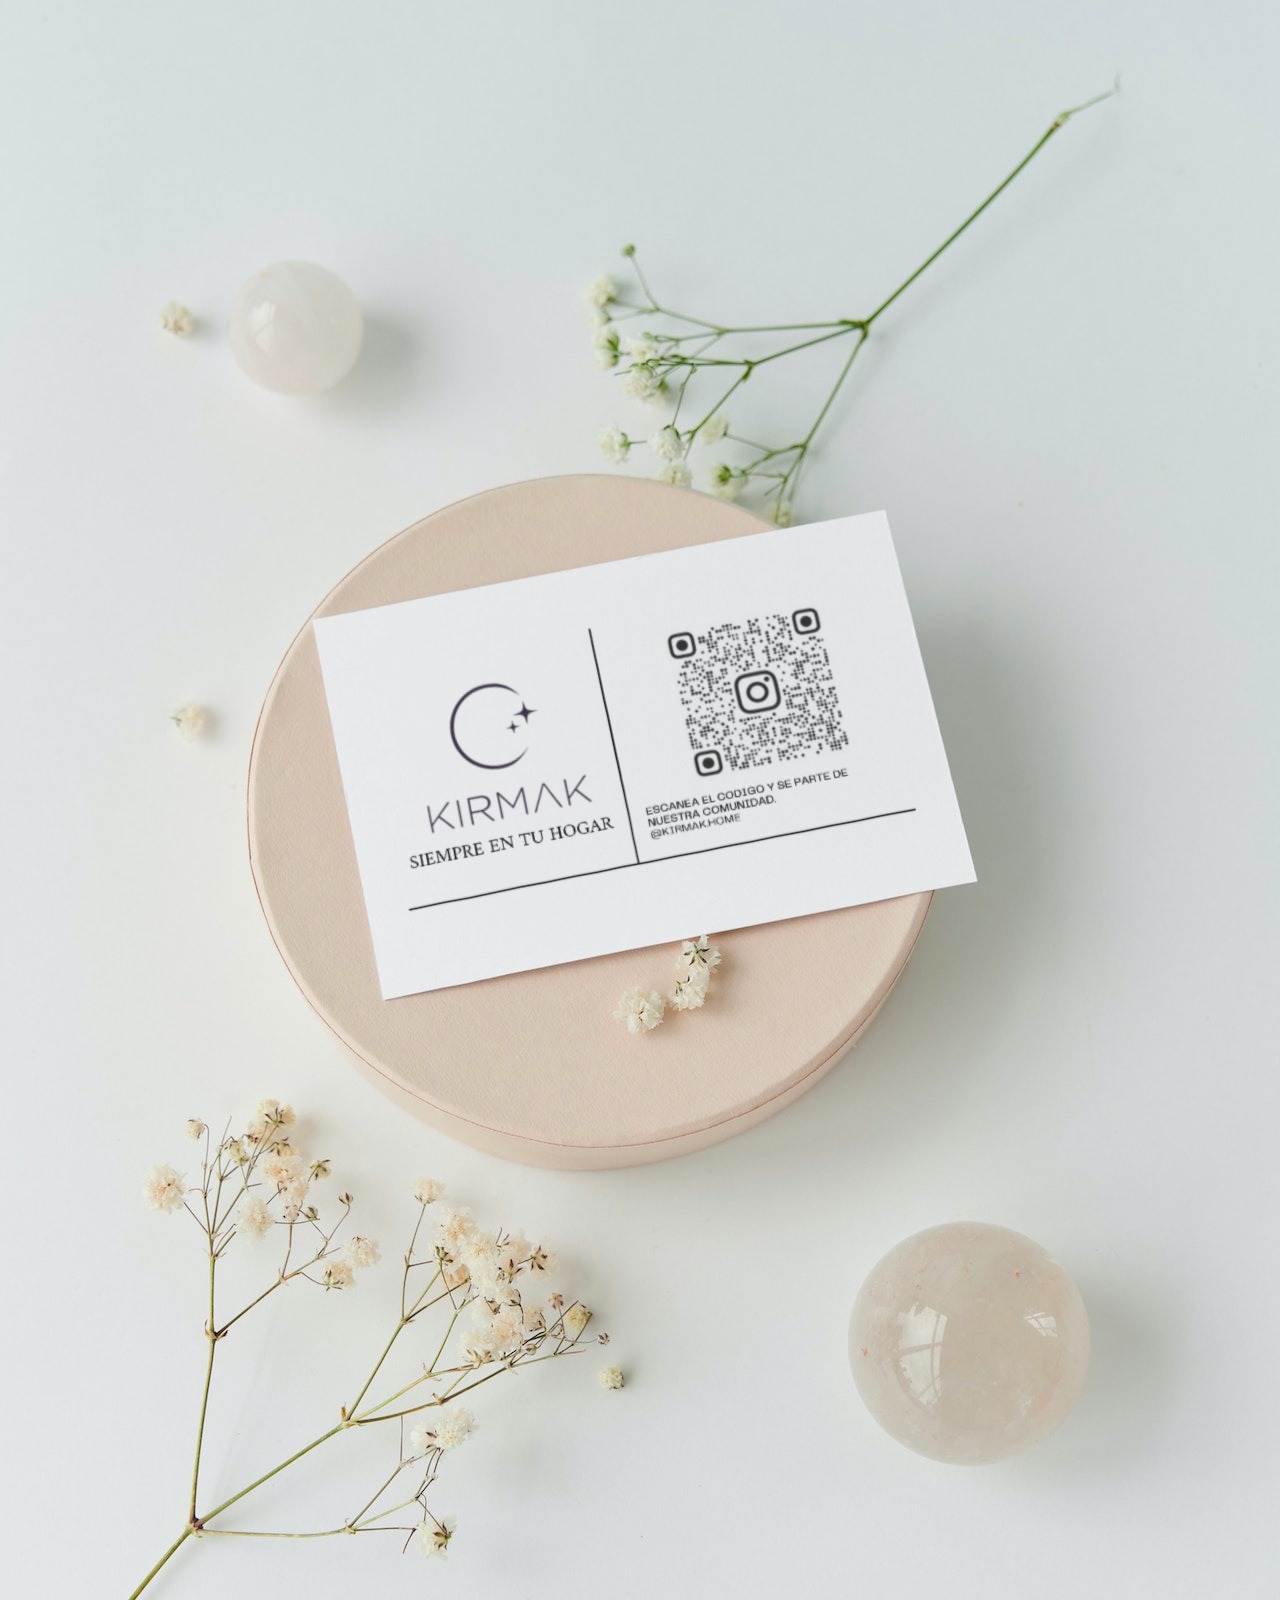 KIRMAK
SIEMPRE EN TU HOGAR
ESCANEA EL CODIGO Y SE PARTE DE
NUESTRA COMUNIDAD.
@KIRMAK.HOME